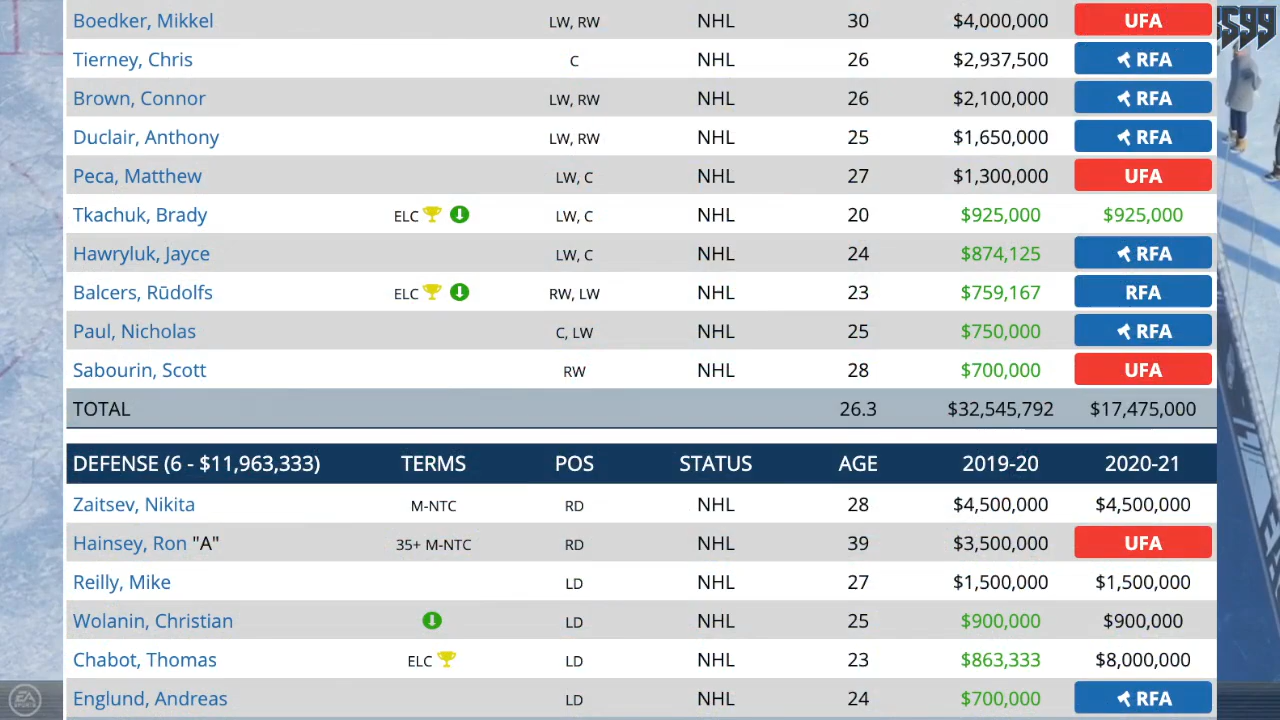 Boedker, Mikkel LW, RW NHL 30 $4,000,000 UFA
Tierney, Chris C NHL 26 $2,937,500 RFA
Brown, Connor LW, RW NHL 26 $2,100,000 RFA
Duclair, Anthony LW, RW NHL 25 $1,650,000 RFA
Peca, Matthew LW, C NHL 27 $1,300,000 UFA
Tkachuk, Brady ELC LW, C NHL 20 $925,000 $925,000
Hawryluk, Jayce LW, C NHL 24 $874,125 RFA
Balcers, Rūdolfs ELC RW, LW NHL 23 $759,167 RFA
Paul, Nicholas C, LW NHL 25 $750,000 RFA
Sabourin, Scott RW NHL 28 $700,000 UFA
TOTAL 26.3 $32,545,792 $17,475,000
DEFENSE (6 - $11,963,333) TERMS POS STATUS AGE 2019-20 2020-21
Zaitsev, Nikita M-NTC RD NHL 28 $4,500,000 $4,500,000
Hainsey, Ron "A" 35+ M-NTC RD NHL 39 $3,500,000 UFA
Reilly, Mike LD NHL 27 $1,500,000 $1,500,000
Wolanin, Christian LD NHL 25 $900,000 $900,000
Chabot, Thomas ELC LD NHL 23 $863,333 $8,000,000
Englund, Andreas LD NHL 24 $700,000 RFA